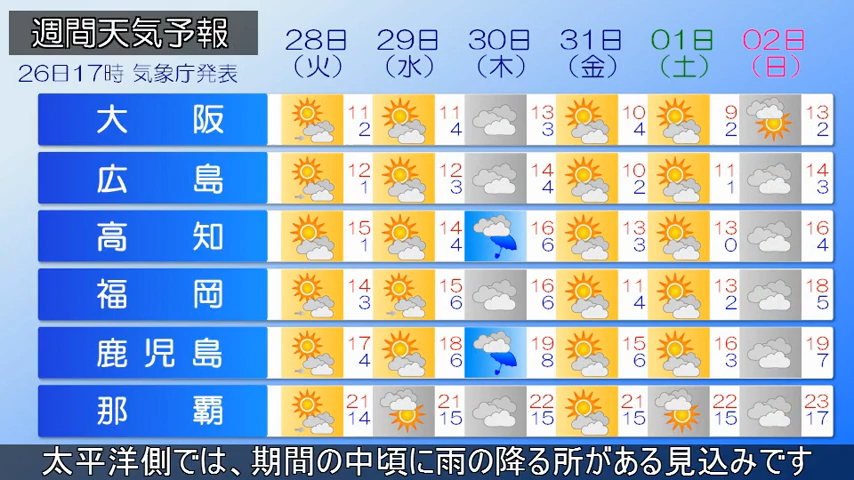 週間天気予報
26日17時 気象庁発表
28日 29日 30日 31日 01日 02日
(火) (水) (木) (金) (土) (日)
大阪 11 2 11 4 13 3 10 4 9 2 13 2
広島 12 1 12 3 14 4 10 2 11 1 14 3
高知 15 1 14 4 16 6 13 3 13 0 16 4
福岡 14 3 15 6 16 6 11 4 13 2 18 5
鹿児島 17 4 18 6 19 8 15 6 16 3 19 7
那覇 21 14 21 15 22 15 21 15 22 15 23 17
太平洋側では、期間の中頃に雨の降る所がある見込みです